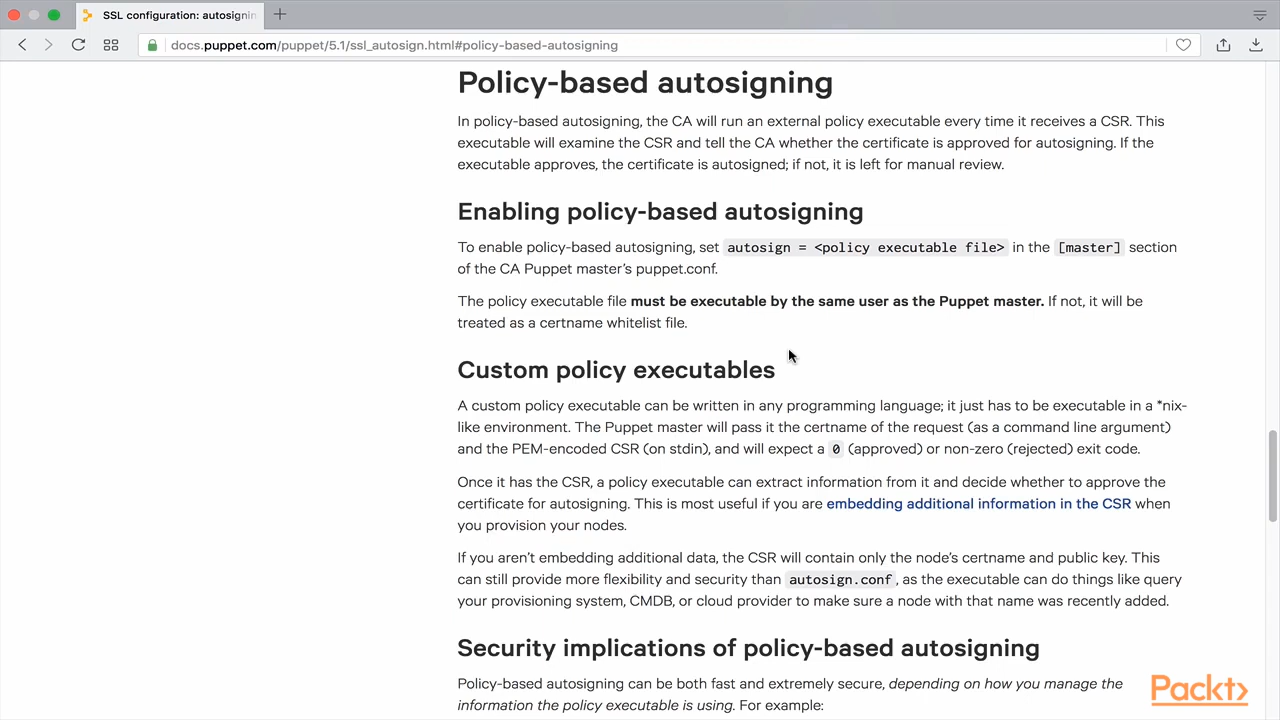 SSL configuration: autosignin
docs.puppet.com/puppet/5.1/ssl_autosign.html#policy-based-autosigning
Policy-based autosigning
In policy-based autosigning, the CA will run an external policy executable every time it receives a CSR. This
executable will examine the CSR and tell the CA whether the certificate is approved for autosigning. If the
executable approves, the certificate is autosigned; if not, it is left for manual review.
Enabling policy-based autosigning
To enable policy-based autosigning, set autosign = <policy executable file> in the [master] section
of the CA Puppet master’s puppet.conf.
The policy executable file must be executable by the same user as the Puppet master. If not, it will be
treated as a certname whitelist file.
Custom policy executables
A custom policy executable can be written in any programming language; it just has to be executable in a *nix-
like environment. The Puppet master will pass it the certname of the request (as a command line argument)
and the PEM-encoded CSR (on stdin), and will expect a 0 (approved) or non-zero (rejected) exit code.
Once it has the CSR, a policy executable can extract information from it and decide whether to approve the
certificate for autosigning. This is most useful if you are embedding additional information in the CSR when
you provision your nodes.
If you aren’t embedding additional data, the CSR will contain only the node’s certname and public key. This
can still provide more flexibility and security than autosign.conf, as the executable can do things like query
your provisioning system, CMDB, or cloud provider to make sure a node with that name was recently added.
Security implications of policy-based autosigning
Policy-based autosigning can be both fast and extremely secure, depending on how you manage the
information the policy executable is using. For example:
Packt>